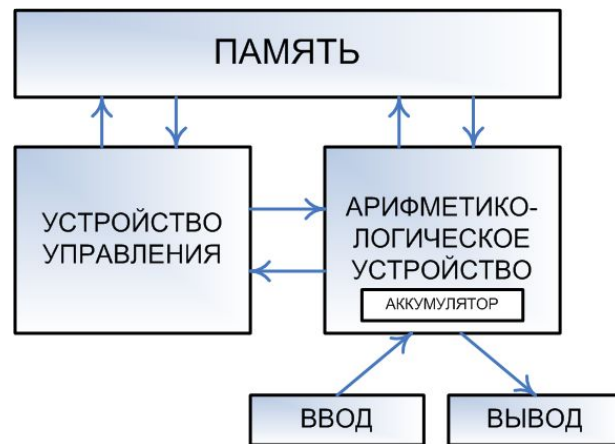 ПАМЯТЬ
УСТРОЙСТВО
УПРАВЛЕНИЯ
АРИФМЕТИКО-
ЛОГИЧЕСКОЕ
УСТРОЙСТВО
АККУМУЛЯТОР
ВВОД
ВЫВОД